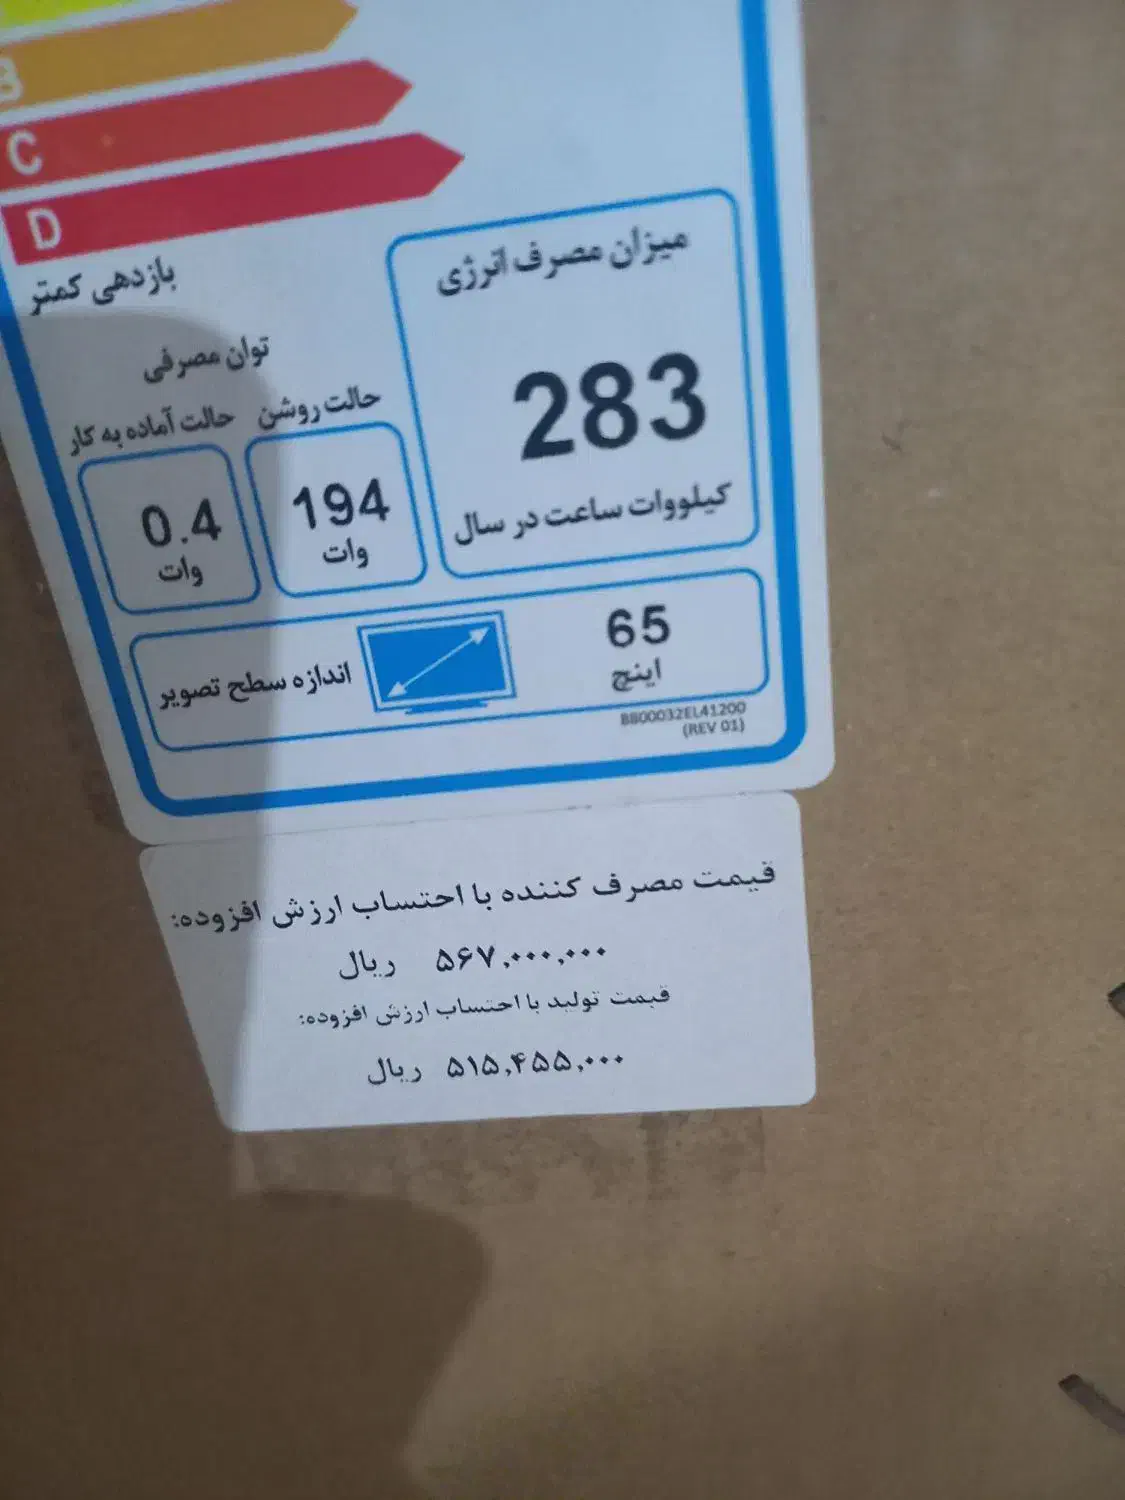 B
C
D
بازدهی کمتر
میزان مصرف انرژی
283
کیلووات ساعت در سال
توان مصرفی
حالت روشن
194
وات
حالت آماده به کار
0.4
وات
65
اینچ
اندازه سطح تصویر
BB00032EL41200
(REV 01)
قیمت مصرف کننده با احتساب ارزش افزوده:
۵۶۷,۰۰۰,۰۰۰ ریال
قیمت تولید با احتساب ارزش افزوده:
۵۱۵,۴۵۵,۰۰۰ ریال